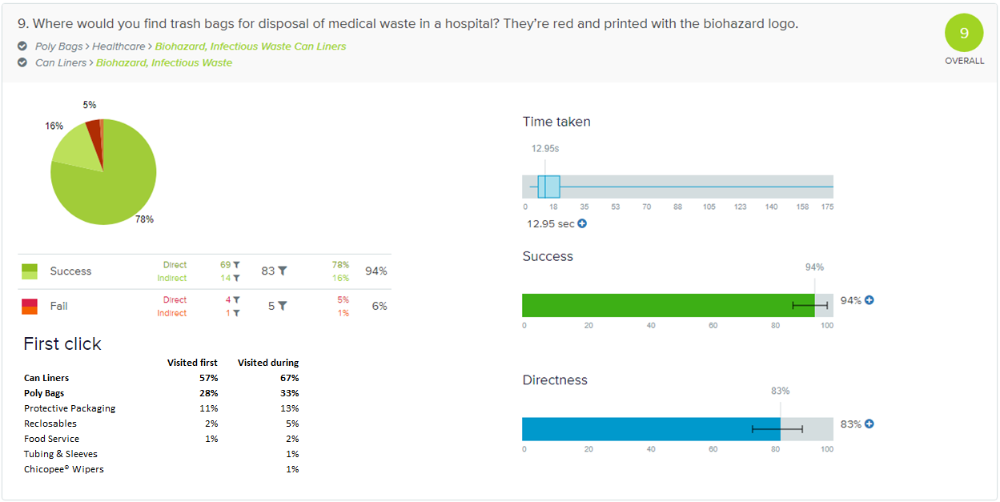 9. Where would you find trash bags for disposal of medical waste in a hospital? They're red and printed with the biohazard logo.
Poly Bags > Healthcare > Biohazard, Infectious Waste Can Liners
Can Liners > Biohazard, Infectious Waste
9
OVERALL
5%
16%
78%
Success Direct 69 83 78% 94%
Indirect 14 16%
Fail Direct 4 5 5% 6%
Indirect 1 1%
First click
Visited first Visited during
Can Liners 57% 67%
Poly Bags 28% 33%
Protective Packaging 11% 13%
Reclosables 2% 5%
Food Service 1% 2%
Tubing & Sleeves 1%
Chicopee® Wipers 1%
Time taken
12.95s
0 18 35 53 70 88 105 123 140 158 175
12.95 sec
Success
94%
94%
0 20 40 60 80 100
Directness
83%
83%
0 20 40 60 80 100